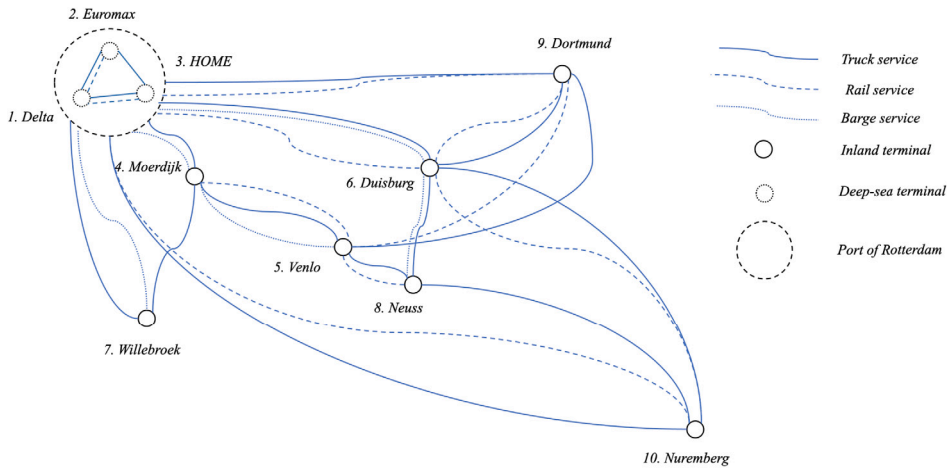 2. Euromax
3. HOME
9. Dortmund
1. Delta
4. Moerdijk
6. Duisburg
5. Venlo
8. Neuss
7. Willebroek
10. Nuremberg
Truck service
Rail service
Barge service
Inland terminal
Deep-sea terminal
Port of Rotterdam